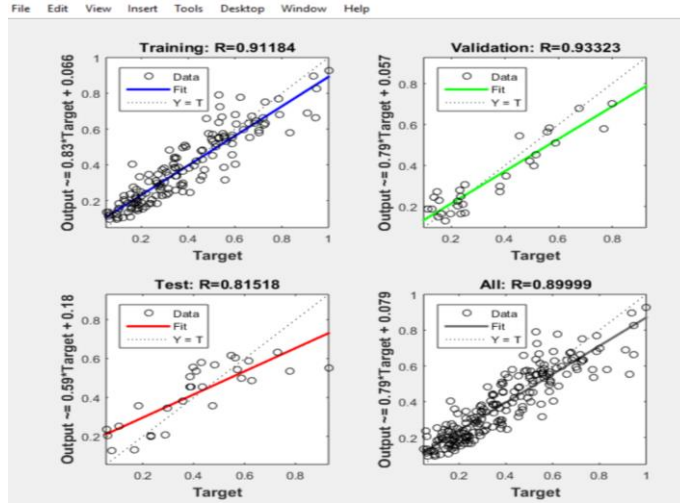 File Edit View Insert Tools Desktop Window Help
Training: R=0.91184
Output ~= 0.83*Target + 0.066
1
0.8
0.6
0.4
0.2
Data
Fit
Y = T
0.2 0.4 0.6 0.8 1
Target
Validation: R=0.93323
Output ~= 0.79*Target + 0.057
0.8
0.6
0.4
0.2
Data
Fit
Y = T
0.2 0.4 0.6 0.8
Target
Test: R=0.81518
Output ~= 0.59*Target + 0.18
0.8
0.6
0.4
0.2
Data
Fit
Y = T
0.2 0.4 0.6 0.8
Target
All: R=0.89999
Output ~= 0.79*Target + 0.079
1
0.8
0.6
0.4
0.2
Data
Fit
Y = T
0.2 0.4 0.6 0.8 1
Target